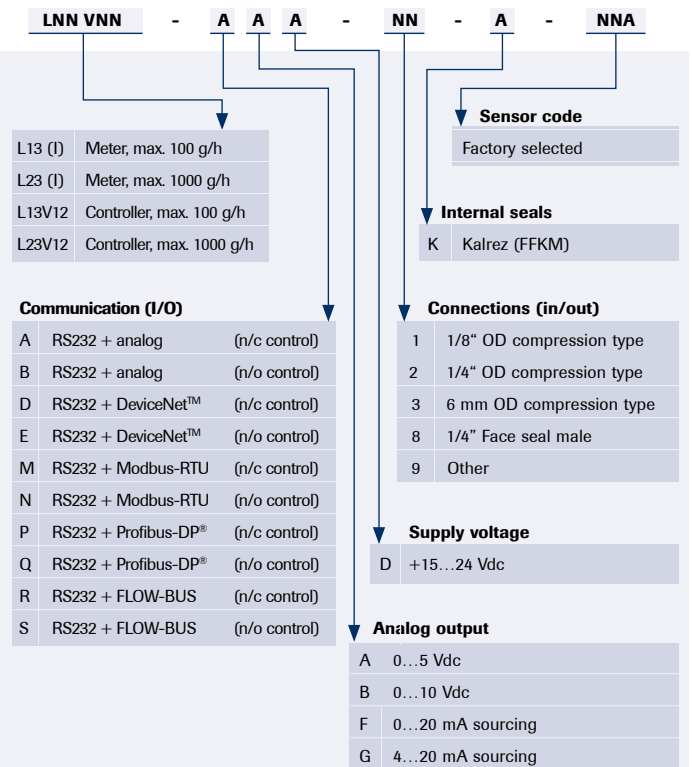 LNN VNN - A A A - NN - A - NNA
Sensor code
Factory selected
L13 (I) Meter, max. 100 g/h
L23 (I) Meter, max. 1000 g/h
L13V12 Controller, max. 100 g/h
L23V12 Controller, max. 1000 g/h
Internal seals
K Kalrez (FFKM)
Communication (I/O)
A RS232 + analog (n/c control)
B RS232 + analog (n/o control)
D RS232 + DeviceNet™ (n/c control)
E RS232 + DeviceNet™ (n/o control)
M RS232 + Modbus-RTU (n/c control)
N RS232 + Modbus-RTU (n/o control)
P RS232 + Profibus-DP® (n/c control)
Q RS232 + Profibus-DP® (n/o control)
R RS232 + FLOW-BUS (n/c control)
S RS232 + FLOW-BUS (n/o control)
Connections (in/out)
1 1/8“ OD compression type
2 1/4“ OD compression type
3 6 mm OD compression type
8 1/4” Face seal male
9 Other
Supply voltage
D +15…24 Vdc
Analog output
A 0…5 Vdc
B 0…10 Vdc
F 0…20 mA sourcing
G 4…20 mA sourcing